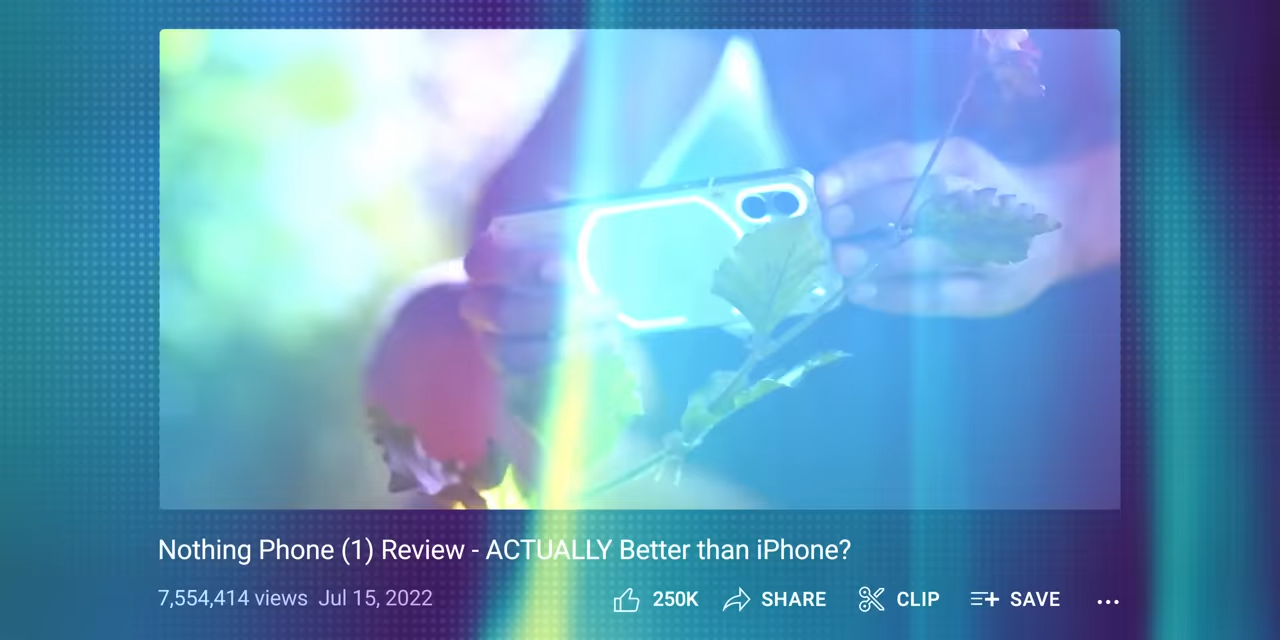 Nothing Phone (1) Review - ACTUALLY Better than iPhone?
7,554,414 views Jul 15, 2022 250K SHARE CLIP SAVE